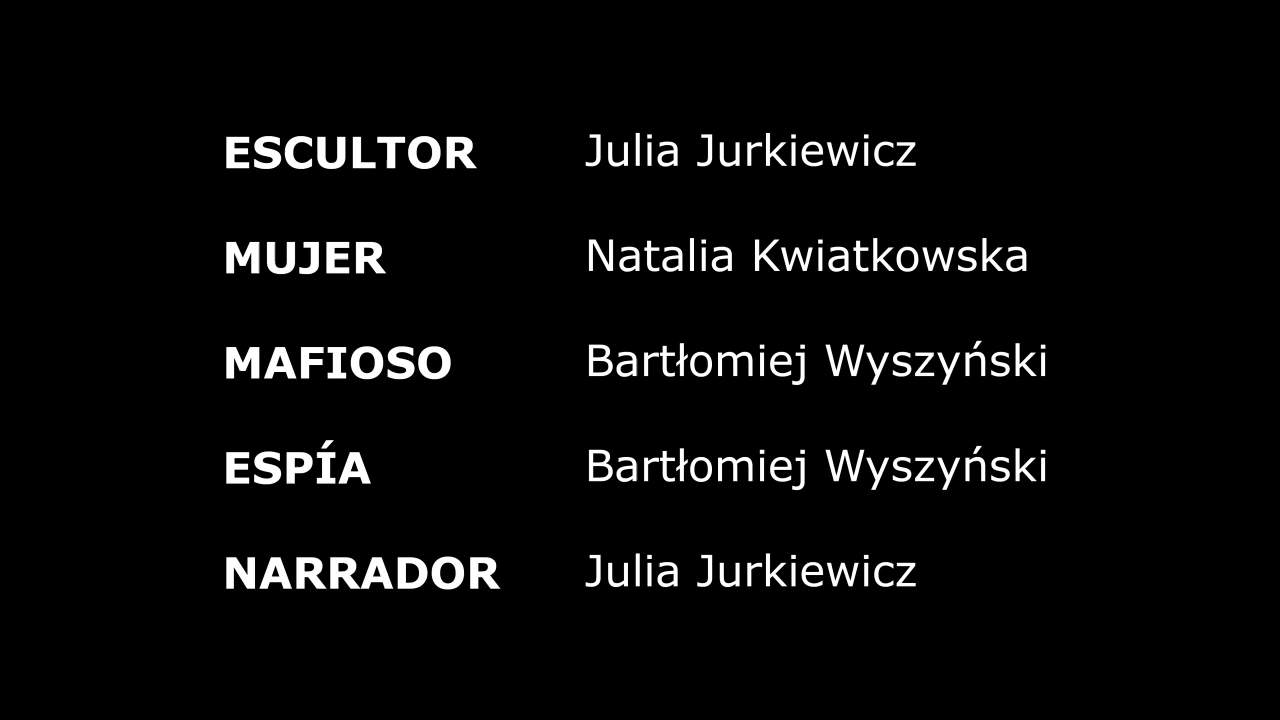 ESCULTOR Julia Jurkiewicz
MUJER Natalia Kwiatkowska
MAFIOSO Bartłomiej Wyszyński
ESPÍA Bartłomiej Wyszyński
NARRADOR Julia Jurkiewicz